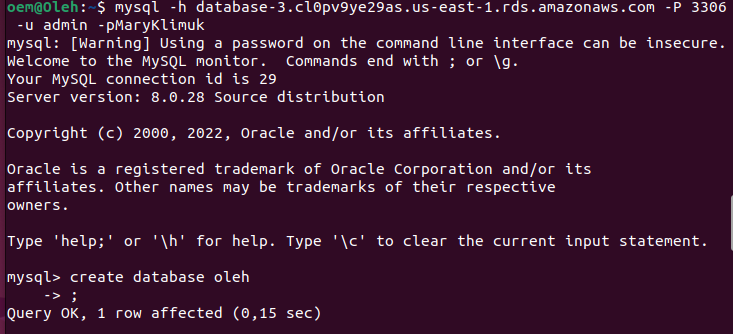 oem@Oleh:~$ mysql -h database-3.cl0pv9ye29as.us-east-1.rds.amazonaws.com -P 3306
 -u admin -pMaryKlimuk
mysql: [Warning] Using a password on the command line interface can be insecure.
Welcome to the MySQL monitor.  Commands end with ; or \g.
Your MySQL connection id is 29
Server version: 8.0.28 Source distribution

Copyright (c) 2000, 2022, Oracle and/or its affiliates.

Oracle is a registered trademark of Oracle Corporation and/or its
affiliates. Other names may be trademarks of their respective
owners.

Type 'help;' or '\h' for help. Type '\c' to clear the current input statement.

mysql> create database oleh
    -> ;
Query OK, 1 row affected (0,15 sec)